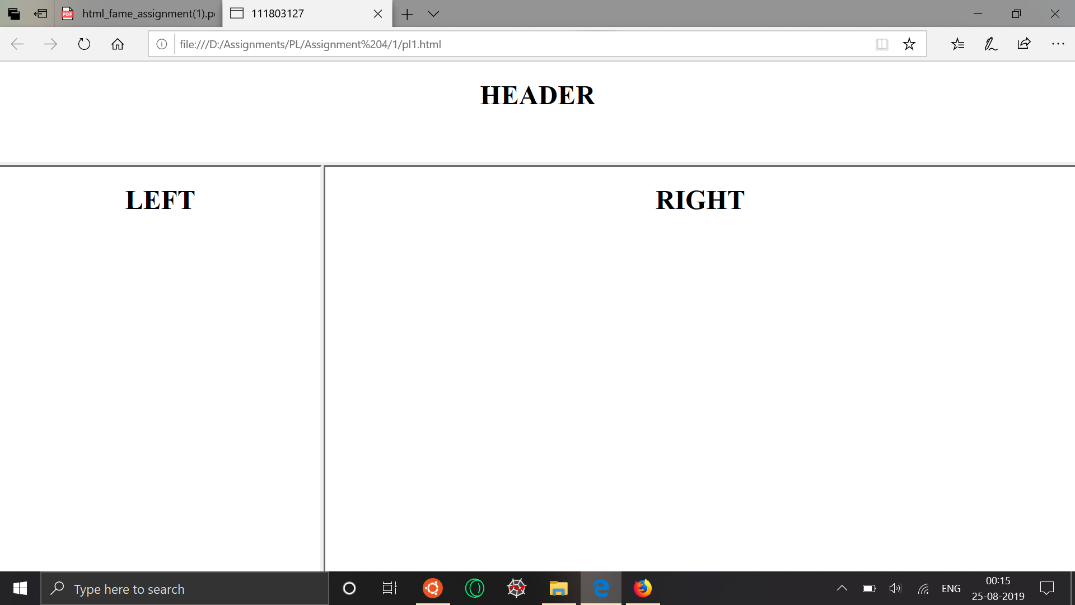 html_fame_assignment(1).p
111803127
file:///D:/Assignments/PL/Assignment%204/1/pl1.html
HEADER
LEFT
RIGHT
Type here to search
ENG
00:15
25-08-2019